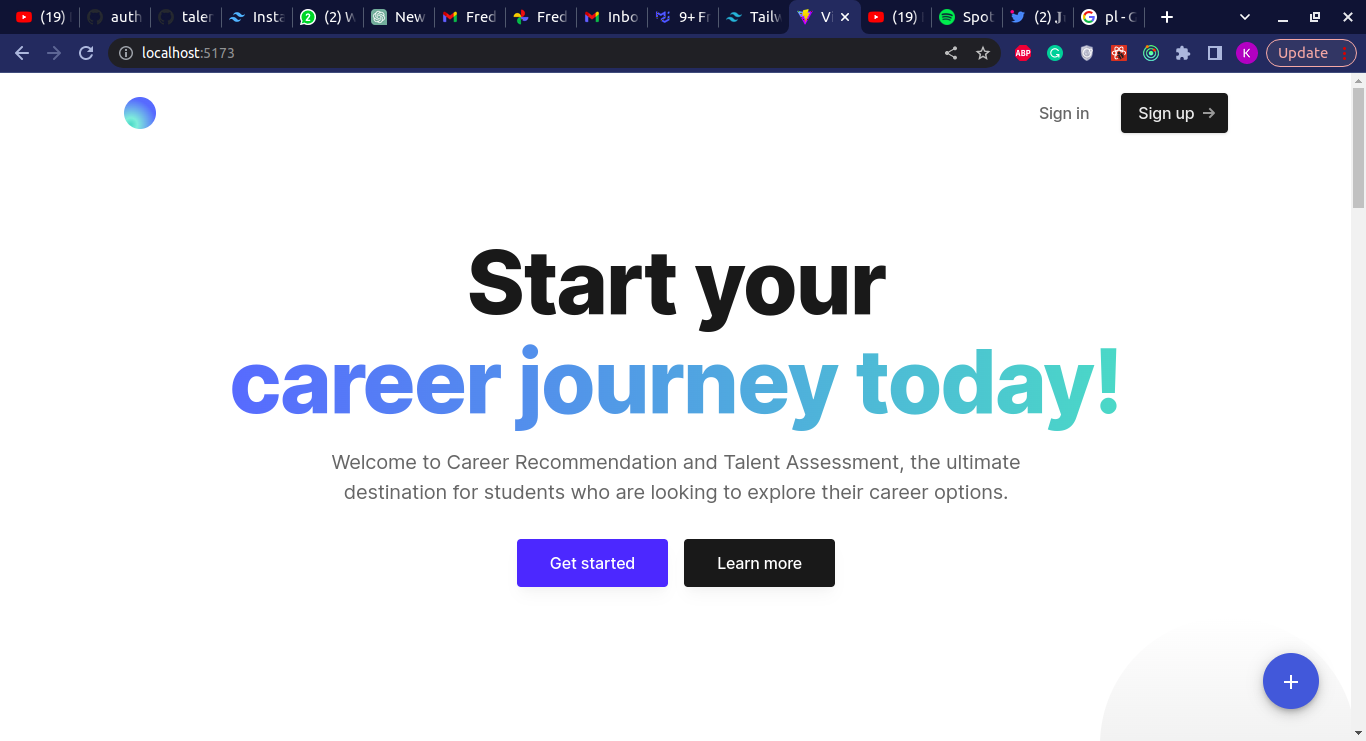 (19)
auth
taler
Insta
2 (2) W
New
Fred
Fred
Inbo
9+ Fr
Tailw
Vi
(19)
Spot
(2)
pl - G
localhost:5173
ABP
K
Update
Sign in
Sign up →
Start your
career journey today!
Welcome to Career Recommendation and Talent Assessment, the ultimate
destination for students who are looking to explore their career options.
Get started
Learn more
+